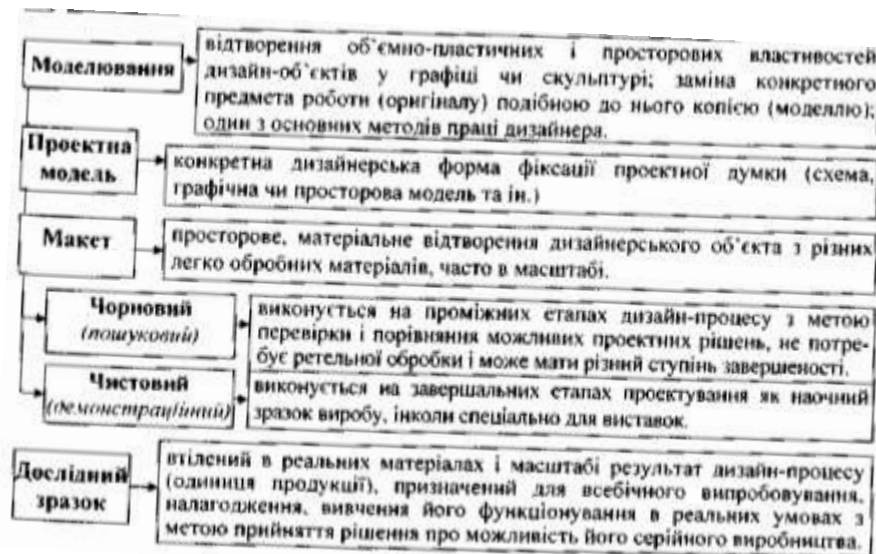 Моделювання
відтворення об`ємно-пластичних і просторових властивостей
дизайн-об`єктів у графіці чи скульптурі; заміна конкретного
предмета роботи (оригіналу) подібною до нього копією (моделлю);
один з основних методів праці дизайнера.
Проектна
модель
конкретна дизайнерська форма фіксації проектної думки (схема,
графічна чи просторова модель та ін.)
Макет
просторове, матеріальне відтворення дизайнерського об`єкта з різних
легко обробних матеріалів, часто в масштабі.
Чорновий
(пошуковий)
виконується на проміжних етапах дизайн-процесу з метою
перевірки і порівняння можливих проектних рішень, не потре-
бує ретельної обробки і може мати різний ступінь завершеності.
Чистовий
(демонстраційний)
виконується на завершальних етапах проектування як наочний
зразок виробу, інколи спеціально для виставок.
Дослідний
зразок
втілений в реальних матеріалах і масштабі результат дизайн-процесу
(одиниця продукції), призначений для всебічного випробовування,
налагодження, вивчення його функціонування в реальних умовах з
метою прийняття рішення про можливість його серійного виробництва.